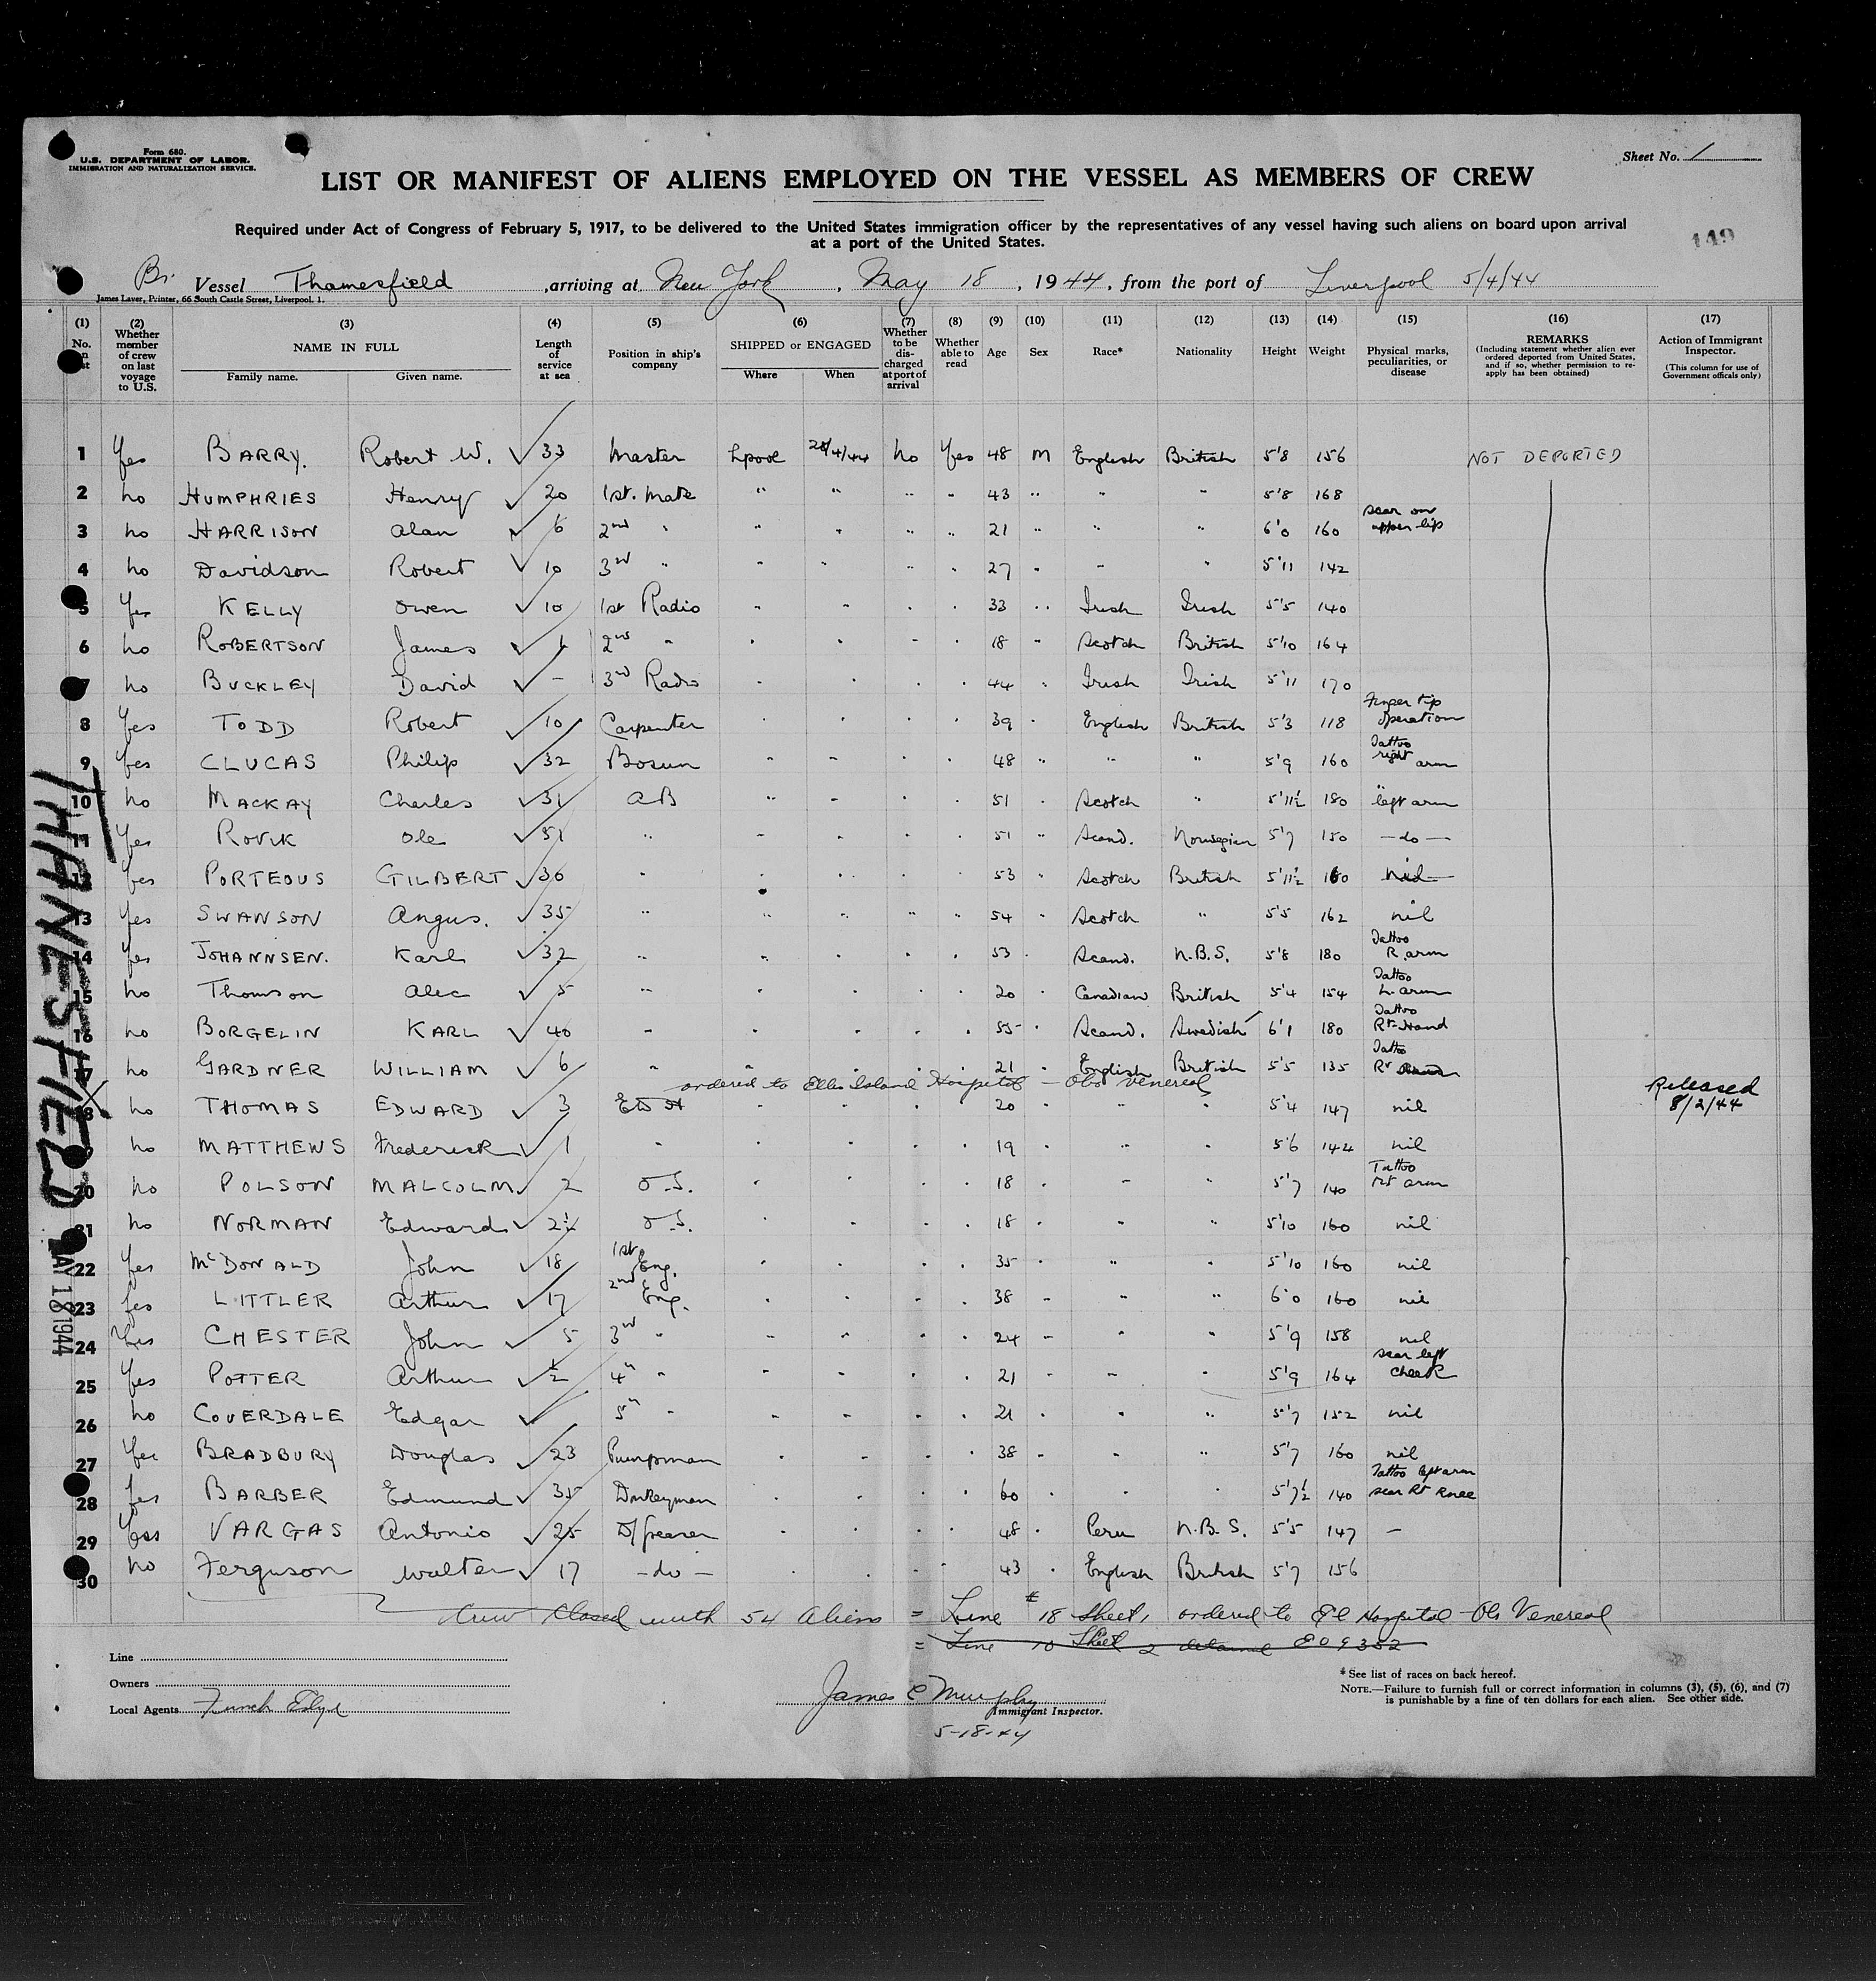 Form 680.
U.S. DEPARTMENT OF LABOR.
IMMIGRATION AND NATURALIZATION SERVICE.
Sheet No. 1
LIST OR MANIFEST OF ALIENS EMPLOYED ON THE VESSEL AS MEMBERS OF CREW
Required under Act of Congress of February 5, 1917, to be delivered to the United States immigration officer by the representatives of any vessel having such aliens on board upon arrival
at a port of the United States.
149
Br. Vessel Thamesfield, arriving at New York, May 18, 1944, from the port of Liverpool 5/4/44
James Laver, Printer, 66 South Castle Street, Liverpool. 1.
(1) (2) (3) (4) (5) (6) (7) (8) (9) (10) (11) (12) (13) (14) (15) (16) (17)
No. Whether member of crew on last voyage to U.S. NAME IN FULL Family name. Given name. Length of service at sea Position in ship's company SHIPPED or ENGAGED Where When Whether to be discharged at port of arrival Whether able to read Age Sex Race* Nationality Height Weight Physical marks, peculiarities, or disease REMARKS (Including statement whether alien ever ordered deported from United States, and if so, whether permission to re-apply has been obtained) Action of Immigrant Inspector. (This column for use of Government officals only)
1 Yes BARRY. Robert W. 33 Master Lpool 28/4/44 no Yes 48 M English British 5'8 156 NOT DEPORTED
2 no HUMPHRIES Henry 20 1st. Mate " " " " 43 " " " 5'8 168
3 no HARRISON Alan 6 2nd " " " " " 21 " " " 6'0 160 scar on upper lip
4 no Davidson Robert 10 3rd " " " " " 27 " " " 5'11 142
5 Yes KELLY Owen 10 1st Radio " " " " 33 " Irish Irish 5'5 140
6 no ROBERTSON James 1 2nd " " " " " 18 " Scotch British 5'10 164
7 no BUCKLEY David - 3rd Radio " " " " 44 " Irish Irish 5'11 170
8 Yes TODD Robert 10 Carpenter " " " " 39 " English British 5'3 118 Finger tip operation
9 Yes CLUCAS Philip 32 Bosun " " " " 48 " " " 5'9 160 Tattoo right arm
10 no MACKAY Charles 31 AB " " " " 51 " Scotch " 5'11½ 180 " left arm
Yes ROVIK Ole 51 " " " " " 51 " Scand. Norwegian 5'7 150 -do-
12 Yes PORTEOUS GILBERT 36 " " " " " 53 " Scotch British 5'11½ 160 nil
13 Yes SWANSON Angus. 35 " " " " " 54 " Scotch " 5'5 162 nil
14 Yes JOHANNSEN. Karl 32 " " " " " 53 " Scand. N.B.S. 5'8 180 Tattoo R. arm
15 no Thomson Alec 5 " " " " " 20 " Canadian British 5'4 154 Tattoo L. arm
16 no BORGELIN KARL 40 " " " " " 55 " Scand. Swedish 6'1 180 Tattoo Rt Hand
17 no GARDNER WILLIAM 6 " " " " " 21 " English British 5'5 135 Tattoo Rt
ordered to Ellis Island Hospital - Obs Venereal
18 no THOMAS EDWARD 3 " " " " 20 " " " 5'4 147 nil Released 8/2/44
no MATTHEWS Frederick 1 " " " " " 19 " " " 5'6 144 nil
20 no POLSON MALCOLM 2 O.S. " " " " 18 " " " 5'7 140 Tattoo Rt arm
21 no NORMAN Edward 2½ O.S. " " " " 18 " " " 5'10 160 nil
22 Yes McDONALD John 18 1st Eng. " " " " 35 " " " 5'10 160 nil
23 Yes LITTLER Arthur 17 2nd Eng. " " " " 38 " " " 6'0 160 nil
24 Yes CHESTER John 5 3rd " " " " " 24 " " " 5'9 158 nil
25 Yes POTTER Arthur ½ 4th " " " " " 21 " " " 5'9 164 scar left cheek
26 no COVERDALE Edgar 5th " " " " " 21 " " " 5'7 152 nil
27 Yes BRADBURY Douglas 23 Pumpman " " " " 38 " " " 5'7 160 nil
28 Yes BARBER Edmund 35 Donkeyman " " " " 60 " " " 5'7½ 140 Tattoo left arm scar Rt knee
29 Yes VARGAS Antonio 25 D/greaser " " " " 48 " Peru N.B.S. 5'5 147 -
30 no Ferguson Walter 17 -do- " " " " 43 " English British 5'7 156
Crew Closed with 54 Aliens = Line # 18 Sheet 1 ordered to EI Hospital - Obs Venereal
= Line 10 Sheet 2 detained EO 9352
THANESFIELD
MAY 18 1944
Line
Owners
Local Agents Funch Edye
James C Murphy
Immigrant Inspector.
5-18-44
* See list of races on back hereof.
NOTE.—Failure to furnish full or correct information in columns (3), (5), (6), and (7)
is punishable by a fine of ten dollars for each alien. See other side.